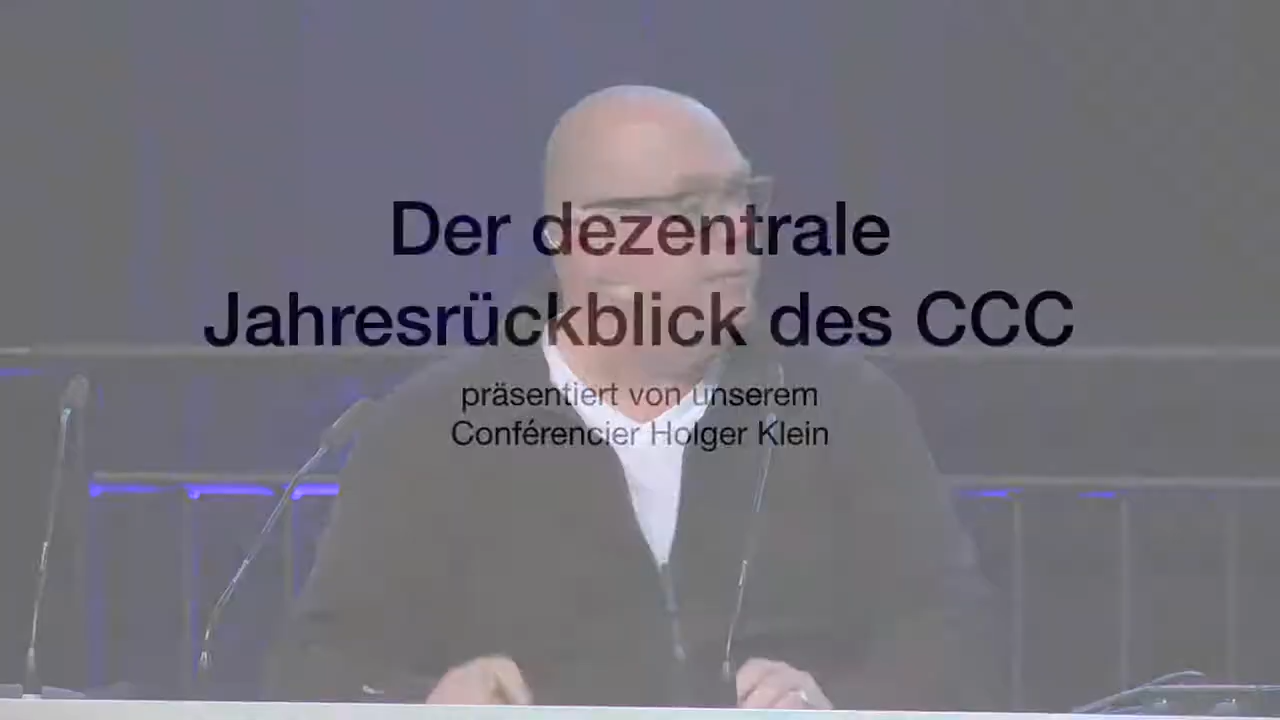 Der dezentrale
Jahresrückblick des CCC
präsentiert von unserem
Conférencier Holger Klein